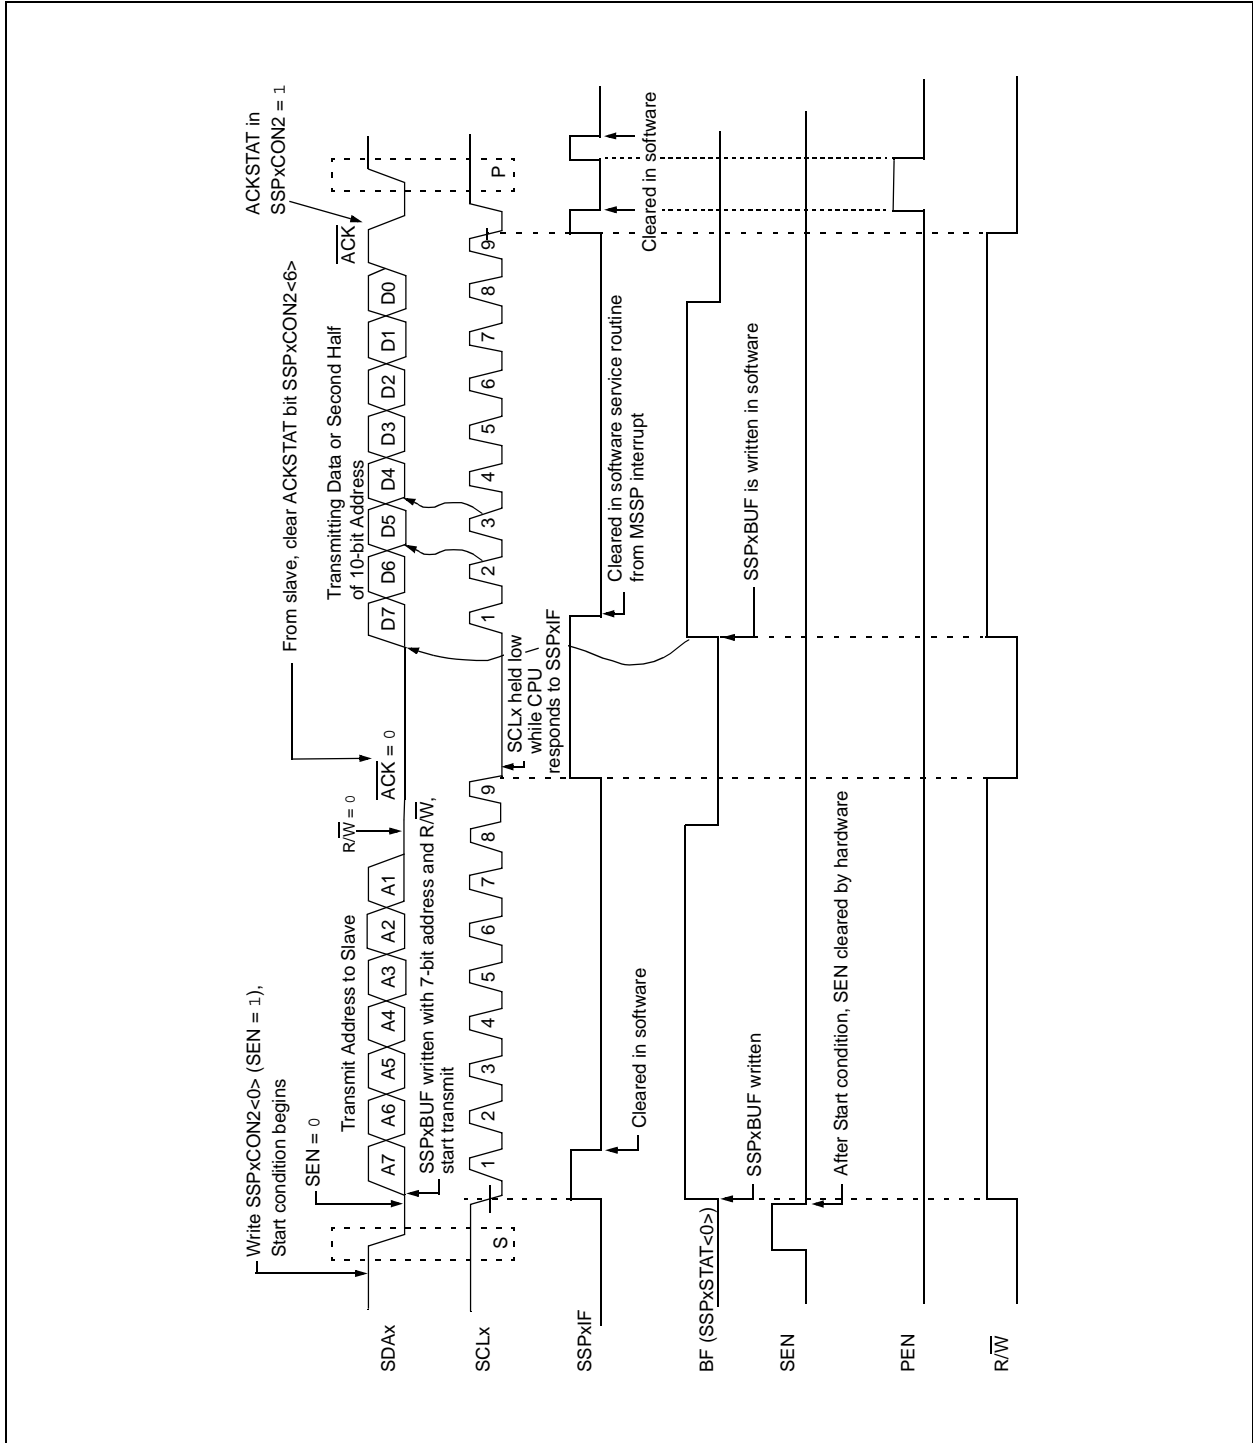 Write SSPxCON2<0> (SEN = 1),
Start condition begins
SEN = 0
From slave, clear ACKSTAT bit SSPxCON2<6>
ACKSTAT in
SSPxCON2 = 1
Transmit Address to Slave
R/W = 0
ACK = 0
Transmitting Data or Second Half
of 10-bit Address
ACK
SDAx
A7 A6 A5 A4 A3 A2 A1
D7 D6 D5 D4 D3 D2 D1 D0
SSPxBUF written with 7-bit address and R/W,
start transmit
SCLx
S
1 2 3 4 5 6 7 8 9
1 2 3 4 5 6 7 8 9
P
SCLx held low
while CPU
responds to SSPxIF
SSPxIF
Cleared in software
Cleared in software service routine
from MSSP interrupt
Cleared in software
BF (SSPxSTAT<0>)
SSPxBUF written
SSPxBUF is written in software
SEN
After Start condition, SEN cleared by hardware
PEN
R/W